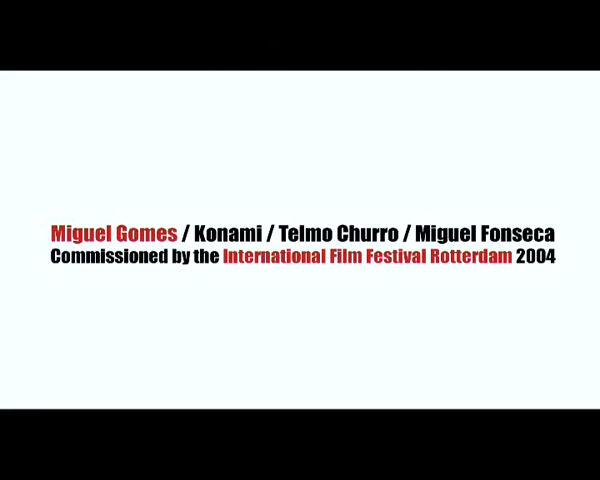 Miguel Gomes / Konami / Telmo Churro / Miguel Fonseca
Commissioned by the International Film Festival Rotterdam 2004